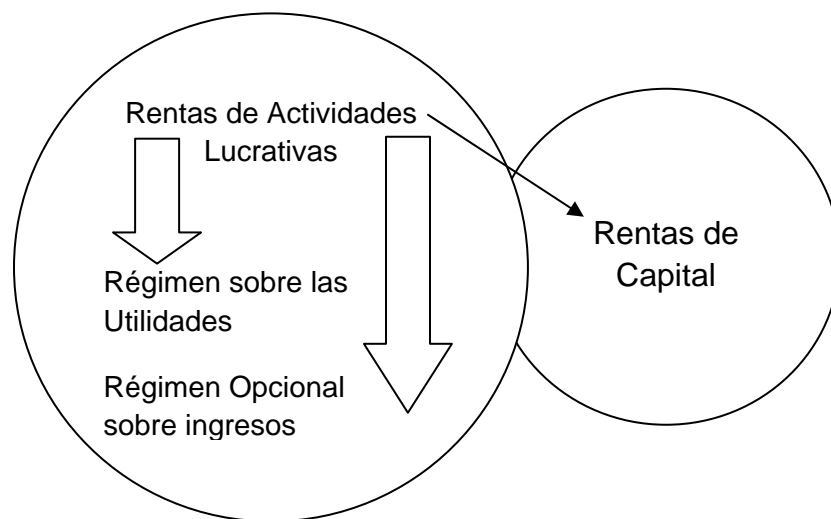 Rentas de Actividades
Lucrativas
Régimen sobre las
Utilidades
Régimen Opcional
sobre ingresos
Rentas de
Capital